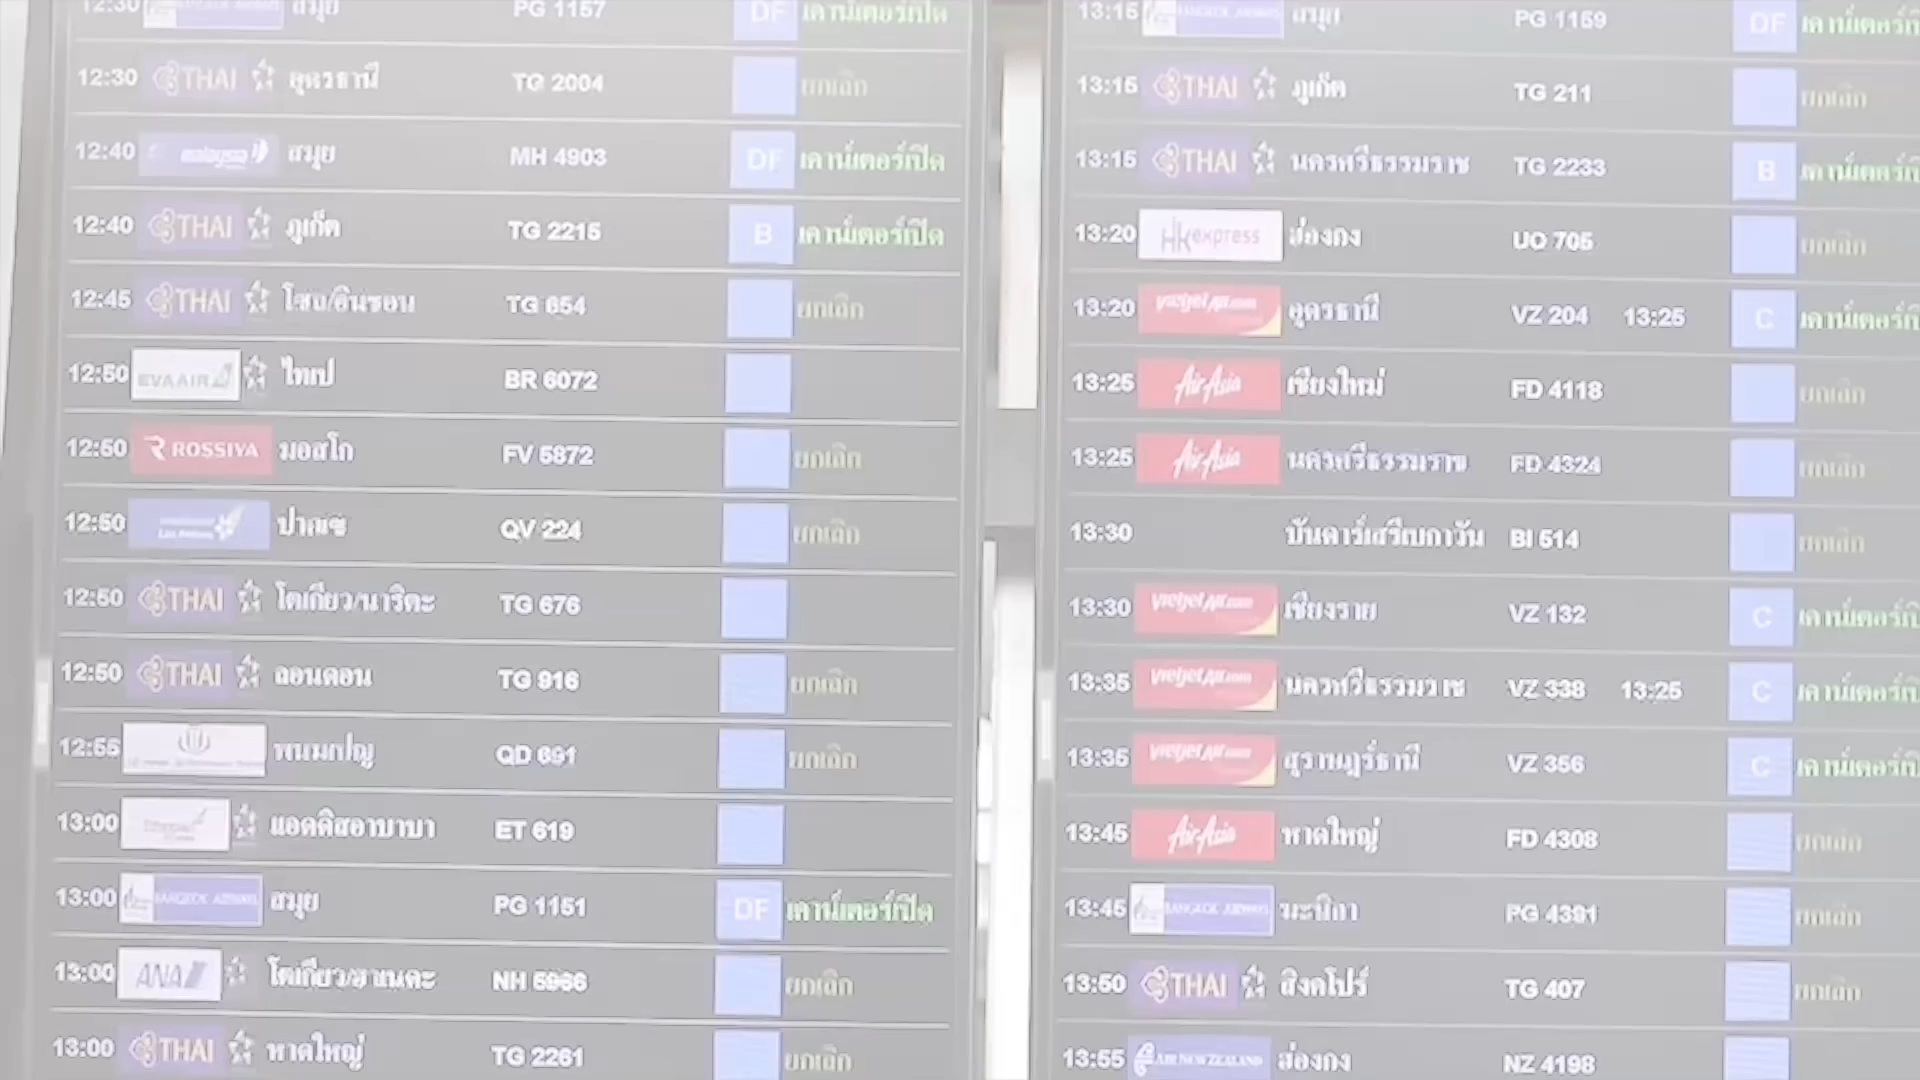 12:30 สมุย PG 1157 DF เคาน์เตอร์เปิด
12:30 THAI อุดรธานี TG 2004 ยกเลิก
12:40 malaysia สมุย MH 4903 DF เคาน์เตอร์เปิด
12:40 THAI ภูเก็ต TG 2215 B เคาน์เตอร์เปิด
12:45 THAI โซล/อินชอน TG 654 ยกเลิก
12:50 EVA AIR ไทเป BR 6072
12:50 ROSSIYA มอสโก FV 5872 ยกเลิก
12:50 ปากเซ QV 224 ยกเลิก
12:50 THAI โตเกียว/นาริตะ TG 676
12:50 THAI ลอนดอน TG 916 ยกเลิก
12:55 พนมเปญ QD 691 ยกเลิก
13:00 แอดดิสอาบาบา ET 619
13:00 BANGKOK AIRWAYS สมุย PG 1151 DF เคาน์เตอร์เปิด
13:00 ANA โตเกียว/ฮาเนดะ NH 5966 ยกเลิก
13:00 THAI หาดใหญ่ TG 2261 ยกเลิก
13:15 BANGKOK AIRWAYS สมุย PG 1159 DF
13:15 THAI ภูเก็ต TG 211 ยกเลิก
13:15 THAI นครศรีธรรมราช TG 2233 B
13:20 HK express ฮ่องกง UO 705 ยกเลิก
13:20 vietjetAir.com อุดรธานี VZ 204 13:25 C
13:25 AirAsia เชียงใหม่ FD 4118 ยกเลิก
13:25 AirAsia นครศรีธรรมราช FD 4324 ยกเลิก
13:30 บันดาร์เสรีเบกาวัน BI 514 ยกเลิก
13:30 vietjetAir.com เชียงราย VZ 132 C
13:35 vietjetAir.com นครศรีธรรมราช VZ 338 13:25 C
13:35 vietjetAir.com สุราษฎร์ธานี VZ 356 C
13:45 AirAsia หาดใหญ่ FD 4308 ยกเลิก
13:45 BANGKOK AIRWAYS PG 4391 ยกเลิก
13:50 THAI สิงคโปร์ TG 407 ยกเลิก
13:55 AIR NEW ZEALAND ฮ่องกง NZ 4198